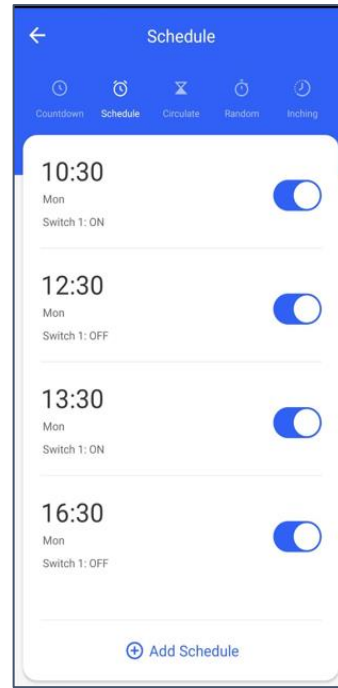 Schedule
Countdown Schedule Circulate Random Inching
10:30
Mon
Switch 1: ON
12:30
Mon
Switch 1: OFF
13:30
Mon
Switch 1: ON
16:30
Mon
Switch 1: OFF
Add Schedule